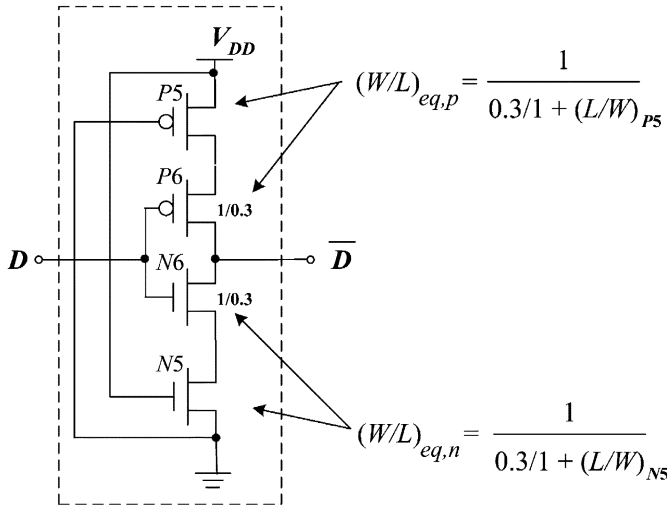 V_DD
P5
(W/L)_eq,p = 1 / 0.3/1 + (L/W)_P5
P6
1/0.3
D
D̅
N6
1/0.3
N5
(W/L)_eq,n = 1 / 0.3/1 + (L/W)_N5